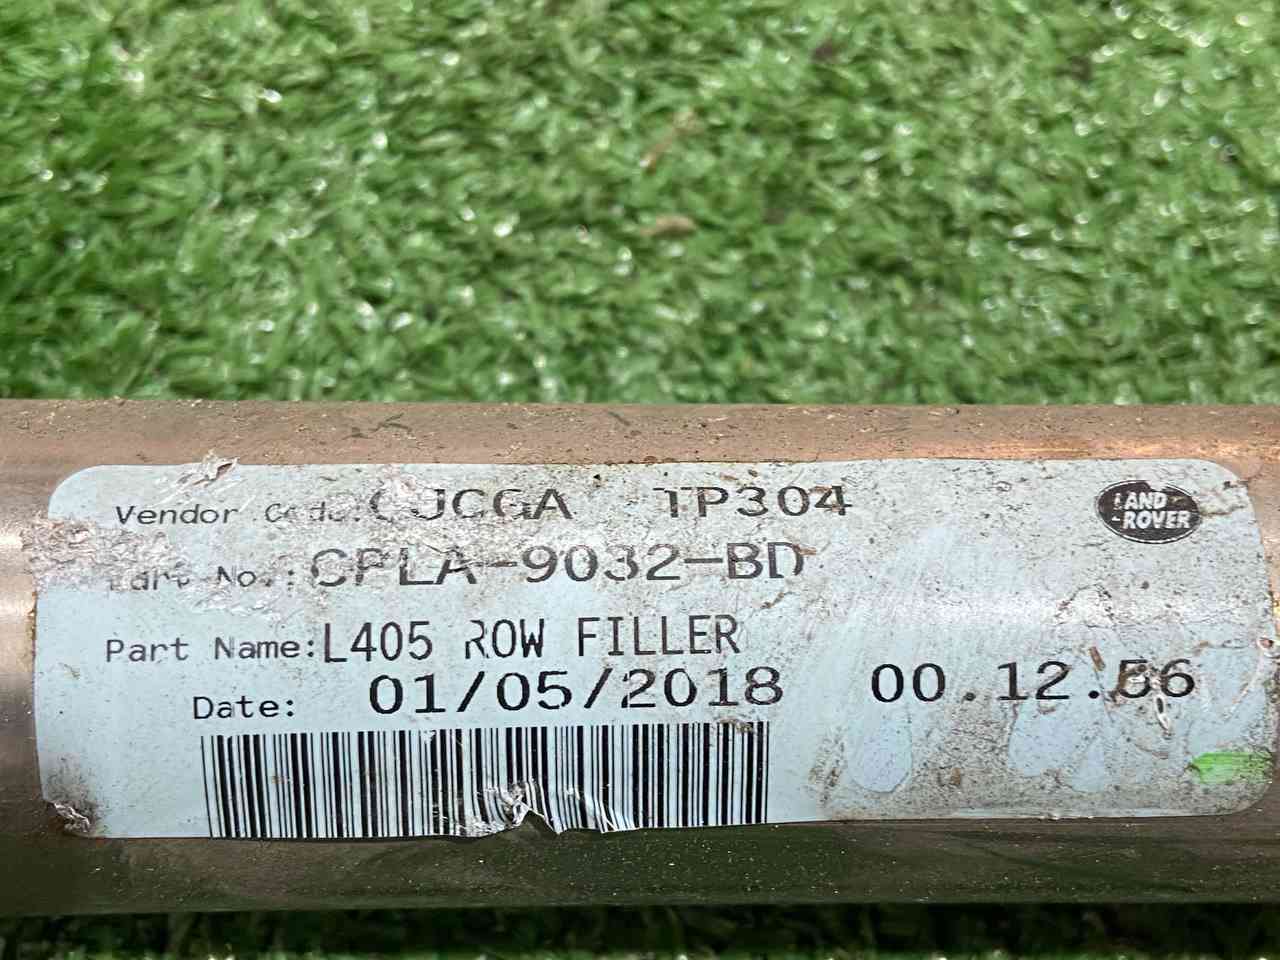 Vendor Code: CJCGA TP304
LAND
-ROVER
Part No.: CPLA-9032-BD
Part Name: L405 ROW FILLER
Date: 01/05/2018 00.12.56